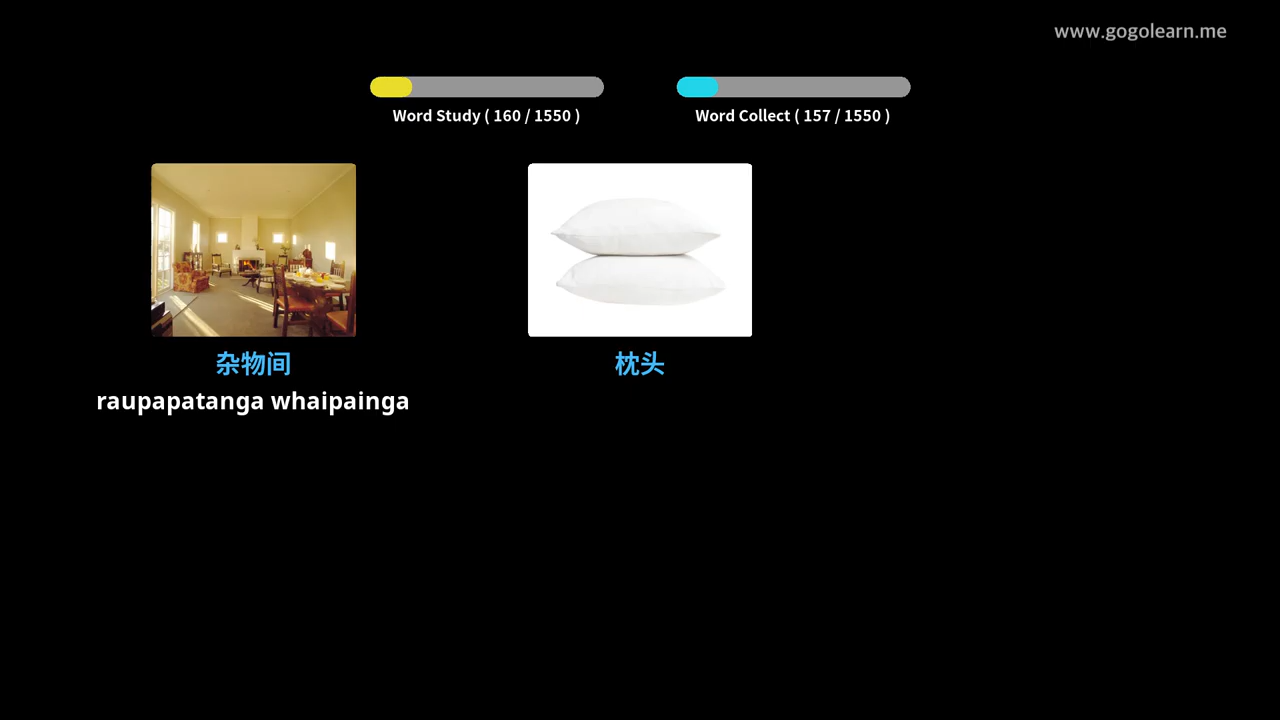 www.gogolearn.me
Word Study ( 160 / 1550 )
Word Collect ( 157 / 1550 )
杂物间
枕头
raupapatanga whaipainga